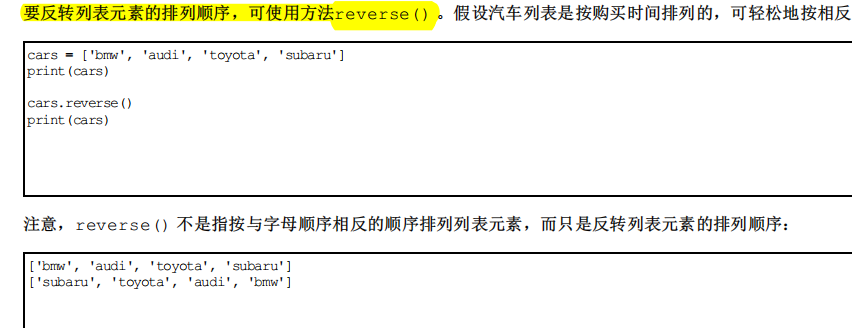 要反转列表元素的排列顺序，可使用方法reverse() 。假设汽车列表是按购买时间排列的，可轻松地按相反
cars = ['bmw', 'audi', 'toyota', 'subaru']
print(cars)
cars.reverse()
print(cars)
注意，reverse() 不是指按与字母顺序相反的顺序排列列表元素，而只是反转列表元素的排列顺序：
['bmw', 'audi', 'toyota', 'subaru']
['subaru', 'toyota', 'audi', 'bmw']